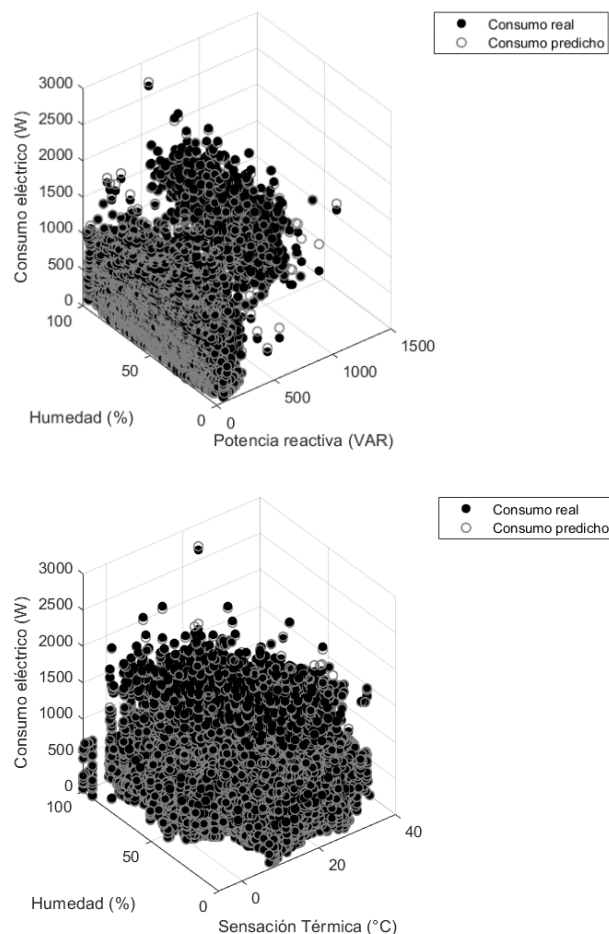 Consumo real
Consumo predicho
3000
2500
2000
1500
1000
500
0
100
50
0
0
500
1000
1500
Consumo eléctrico (W)
Humedad (%)
Potencia reactiva (VAR)
Consumo real
Consumo predicho
3000
2500
2000
1500
1000
500
0
100
50
0
0
20
40
Consumo eléctrico (W)
Humedad (%)
Sensación Térmica (°C)